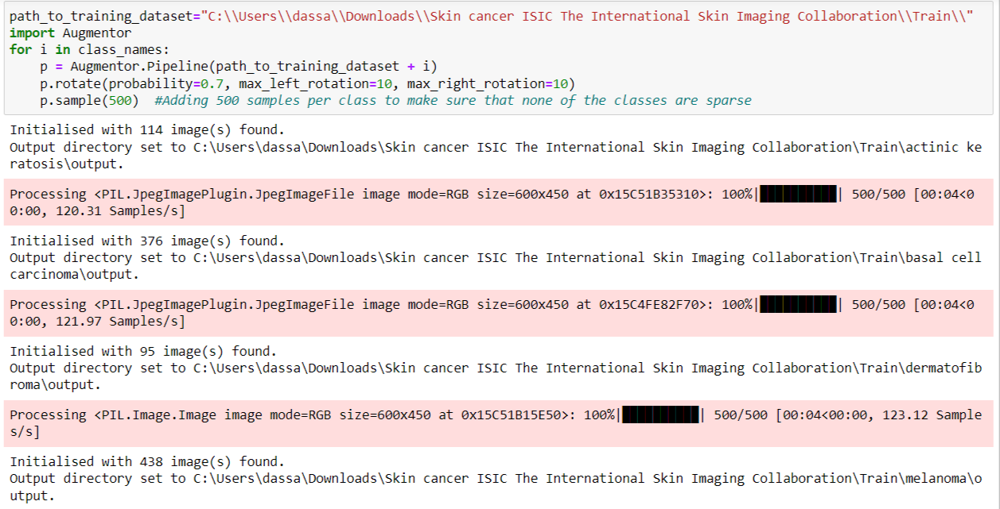 path_to_training_dataset="C:\\Users\\dassa\\Downloads\\Skin cancer ISIC The International Skin Imaging Collaboration\\Train\\"
import Augmentor
for i in class_names:
    p = Augmentor.Pipeline(path_to_training_dataset + i)
    p.rotate(probability=0.7, max_left_rotation=10, max_right_rotation=10)
    p.sample(500)  #Adding 500 samples per class to make sure that none of the classes are sparse
Initialised with 114 image(s) found.
Output directory set to C:\Users\dassa\Downloads\Skin cancer ISIC The International Skin Imaging Collaboration\Train\actinic ke
ratosis\output.
Processing <PIL.JpegImagePlugin.JpegImageFile image mode=RGB size=600x450 at 0x15C51B35310>: 100%|██████████| 500/500 [00:04<0
0:00, 120.31 Samples/s]
Initialised with 376 image(s) found.
Output directory set to C:\Users\dassa\Downloads\Skin cancer ISIC The International Skin Imaging Collaboration\Train\basal cell
carcinoma\output.
Processing <PIL.JpegImagePlugin.JpegImageFile image mode=RGB size=600x450 at 0x15C4FE82F70>: 100%|██████████| 500/500 [00:04<0
0:00, 121.97 Samples/s]
Initialised with 95 image(s) found.
Output directory set to C:\Users\dassa\Downloads\Skin cancer ISIC The International Skin Imaging Collaboration\Train\dermatofib
roma\output.
Processing <PIL.Image.Image image mode=RGB size=600x450 at 0x15C51B15E50>: 100%|██████████| 500/500 [00:04<00:00, 123.12 Sample
s/s]
Initialised with 438 image(s) found.
Output directory set to C:\Users\dassa\Downloads\Skin cancer ISIC The International Skin Imaging Collaboration\Train\melanoma\o
utput.